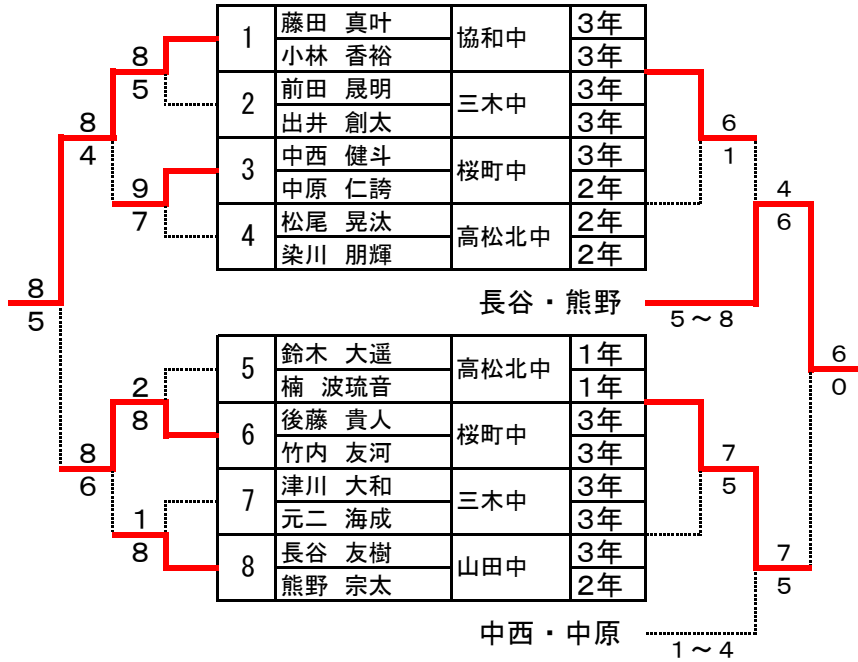 1 藤田 真叶 協和中 3年
小林 香裕 3年
2 前田 晟明 三木中 3年
出井 創太 3年
3 中西 健斗 桜町中 3年
中原 仁誇 2年
4 松尾 晃汰 高松北中 2年
染川 朋輝 2年
8
5
8
4
9
7
8
5
6
1
4
6
長谷・熊野
5~8
6
0
5 鈴木 大遥 高松北中 1年
楠 波琉音 1年
6 後藤 貴人 桜町中 3年
竹内 友河 3年
7 津川 大和 三木中 3年
元二 海成 3年
8 長谷 友樹 山田中 3年
熊野 宗太 2年
2
8
8
6
1
8
7
5
7
5
中西・中原
1~4